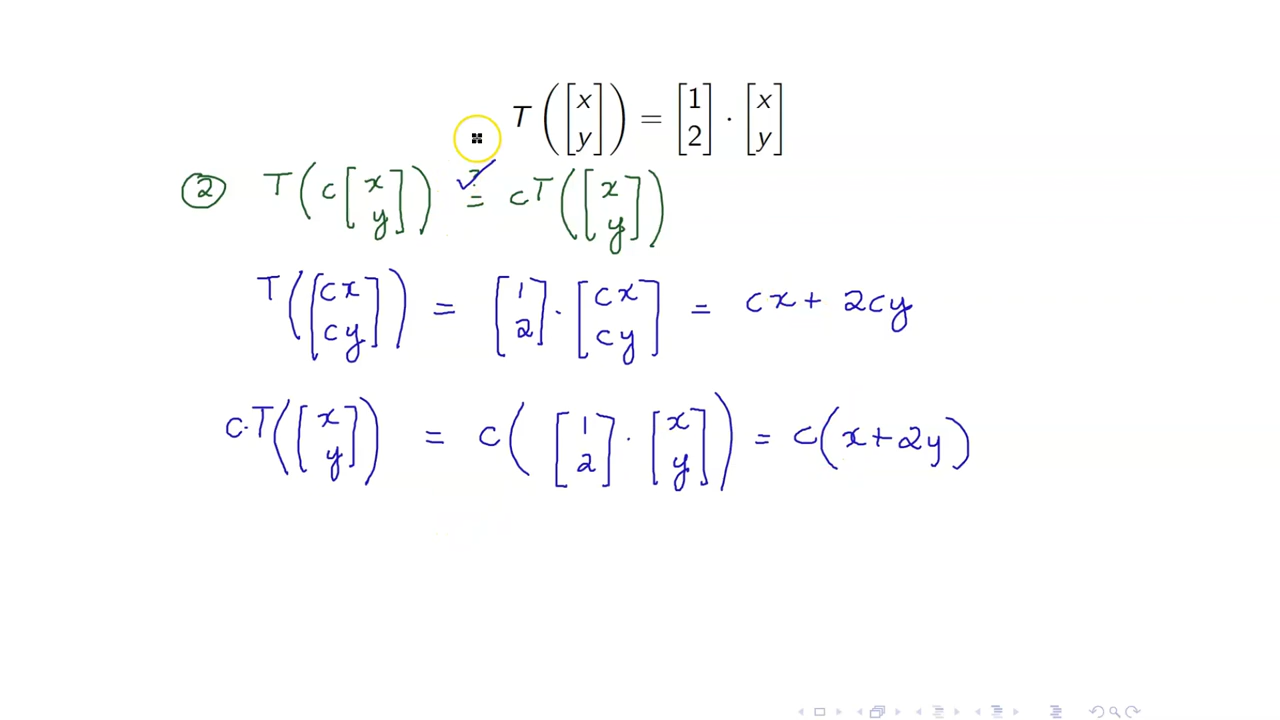 T([x y]) = [1 2] · [x y]
② T(c[x y]) ?= ✓ cT([x y])
T([cx cy]) = [1 2] · [cx cy] = cx + 2cy
c·T([x y]) = c([1 2] · [x y]) = c(x + 2y)